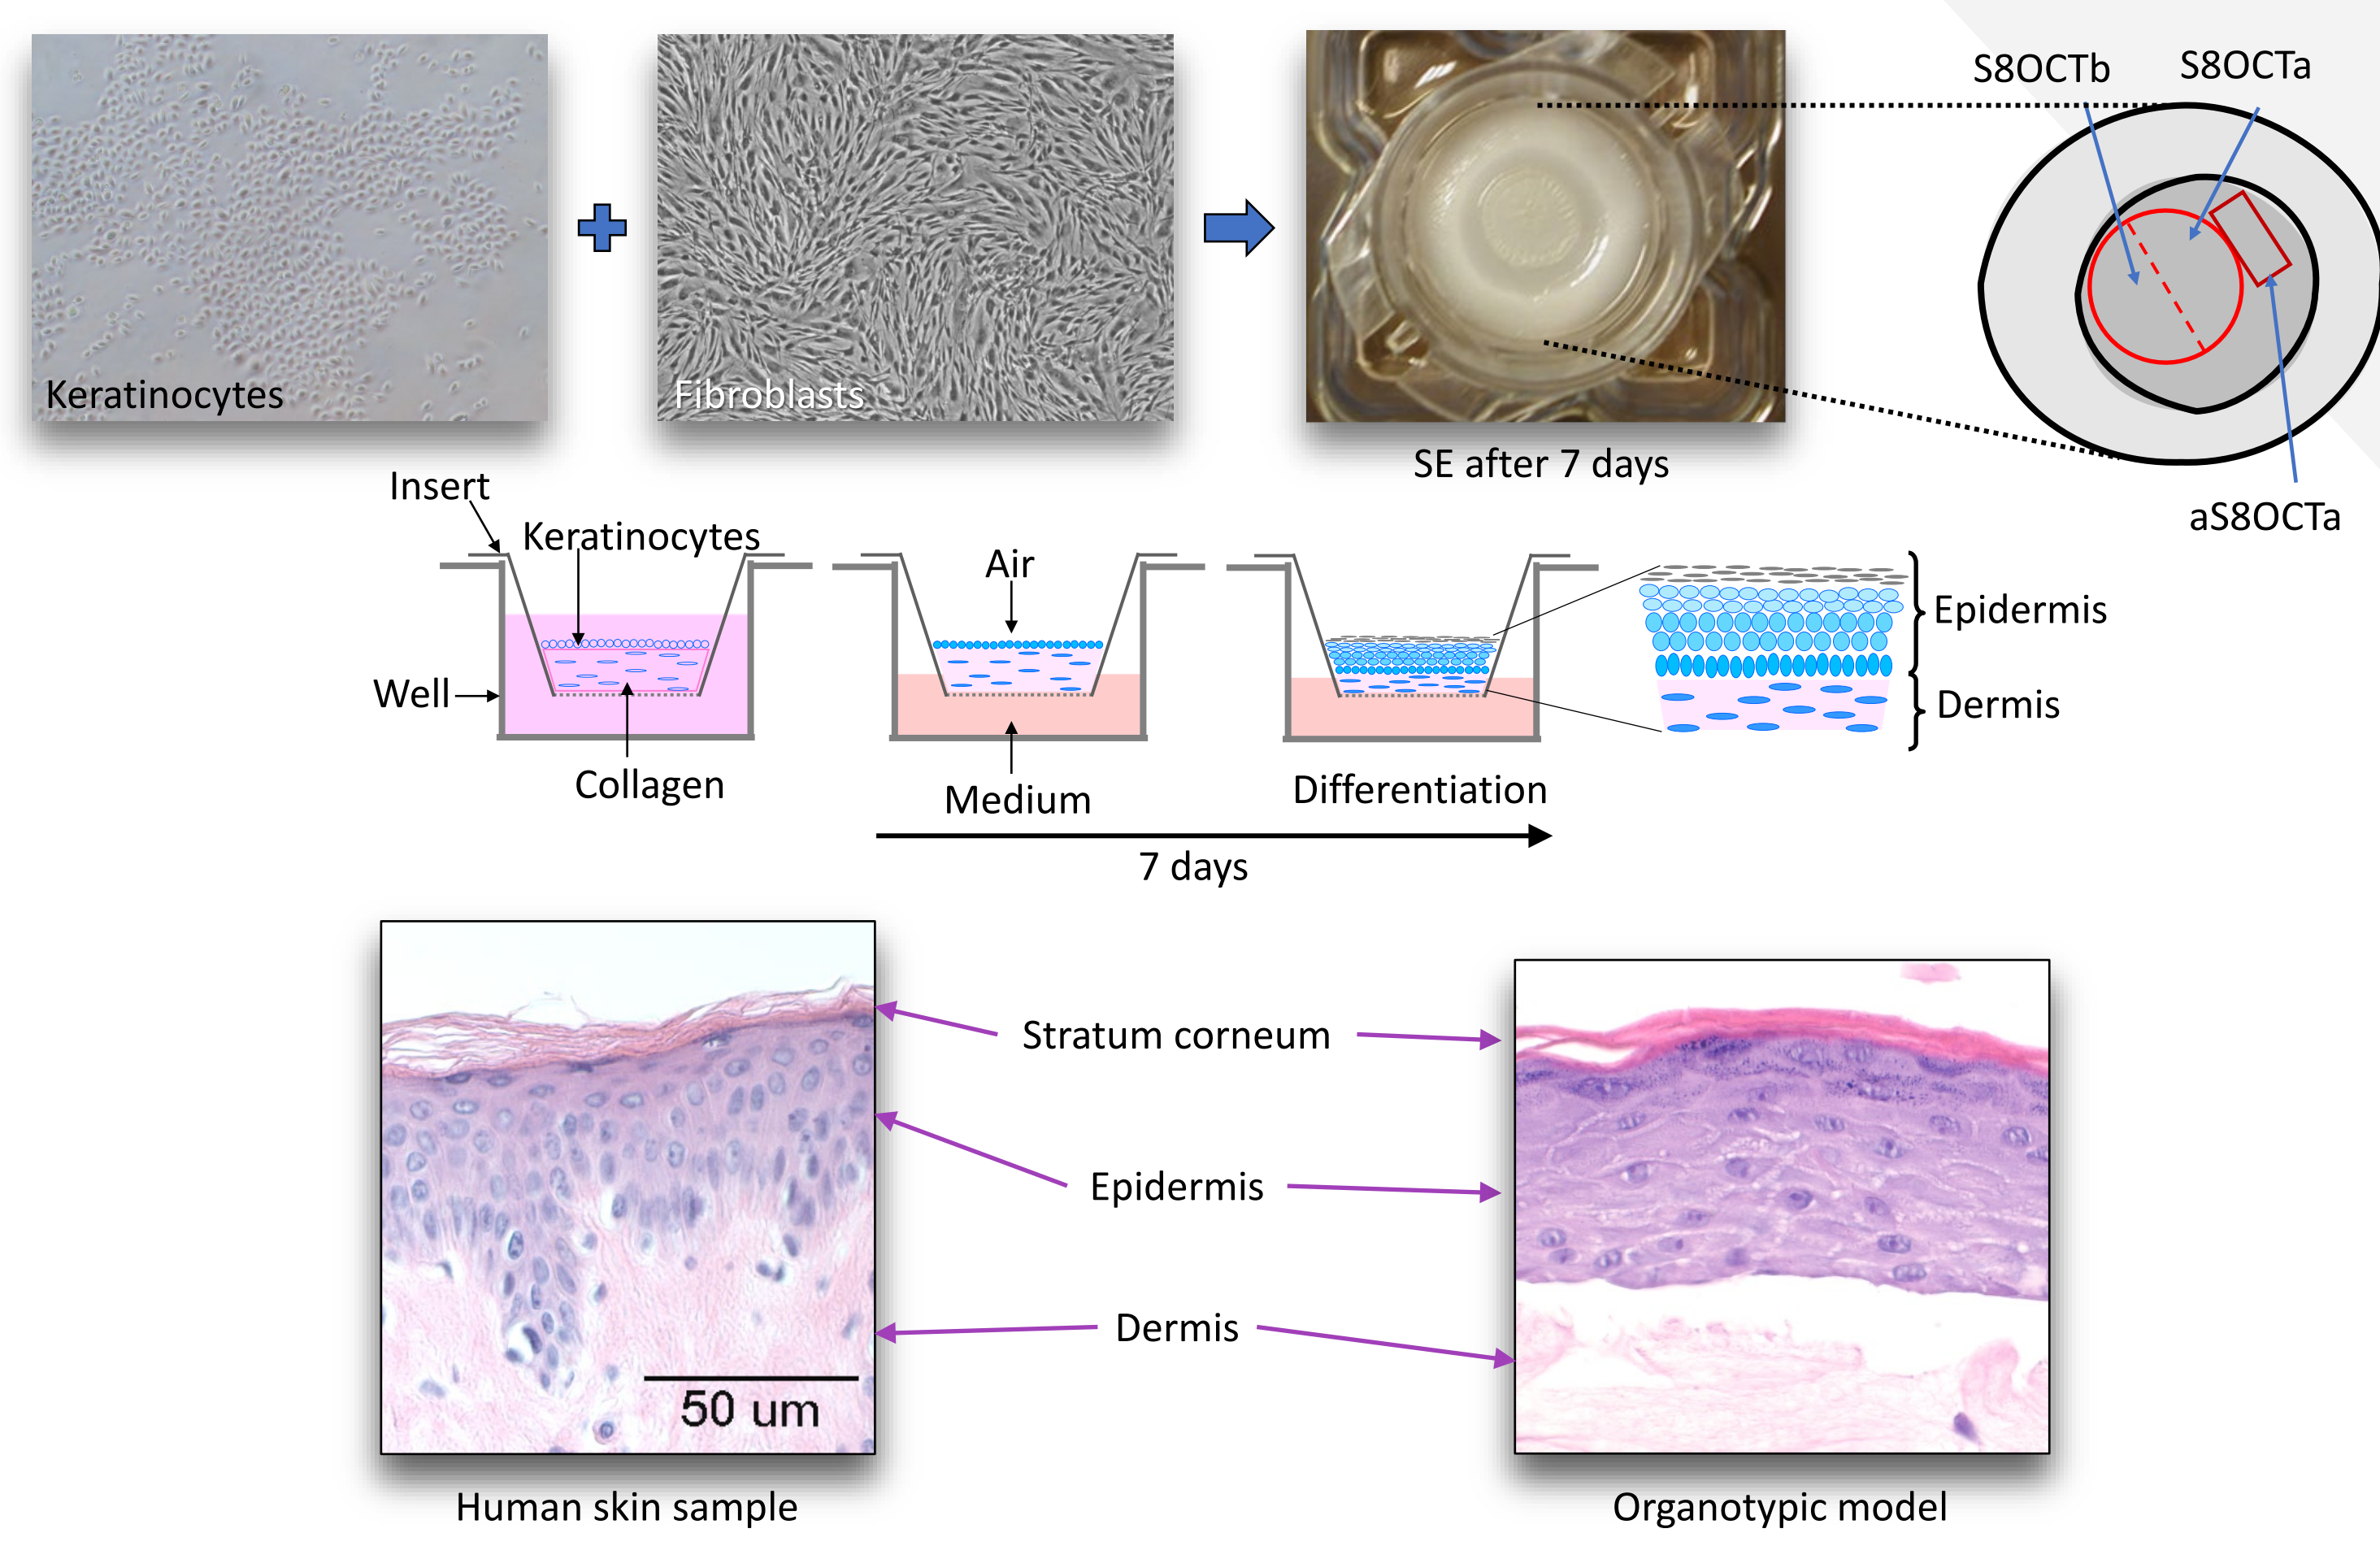 S8OCTb
S8OCTa
Keratinocytes
Fibroblasts
SE after 7 days
aS8OCTa
Insert
Keratinocytes
Air
Well
Epidermis
Dermis
Collagen
Medium
Differentiation
7 days
Stratum corneum
Epidermis
Dermis
50 um
Human skin sample
Organotypic model